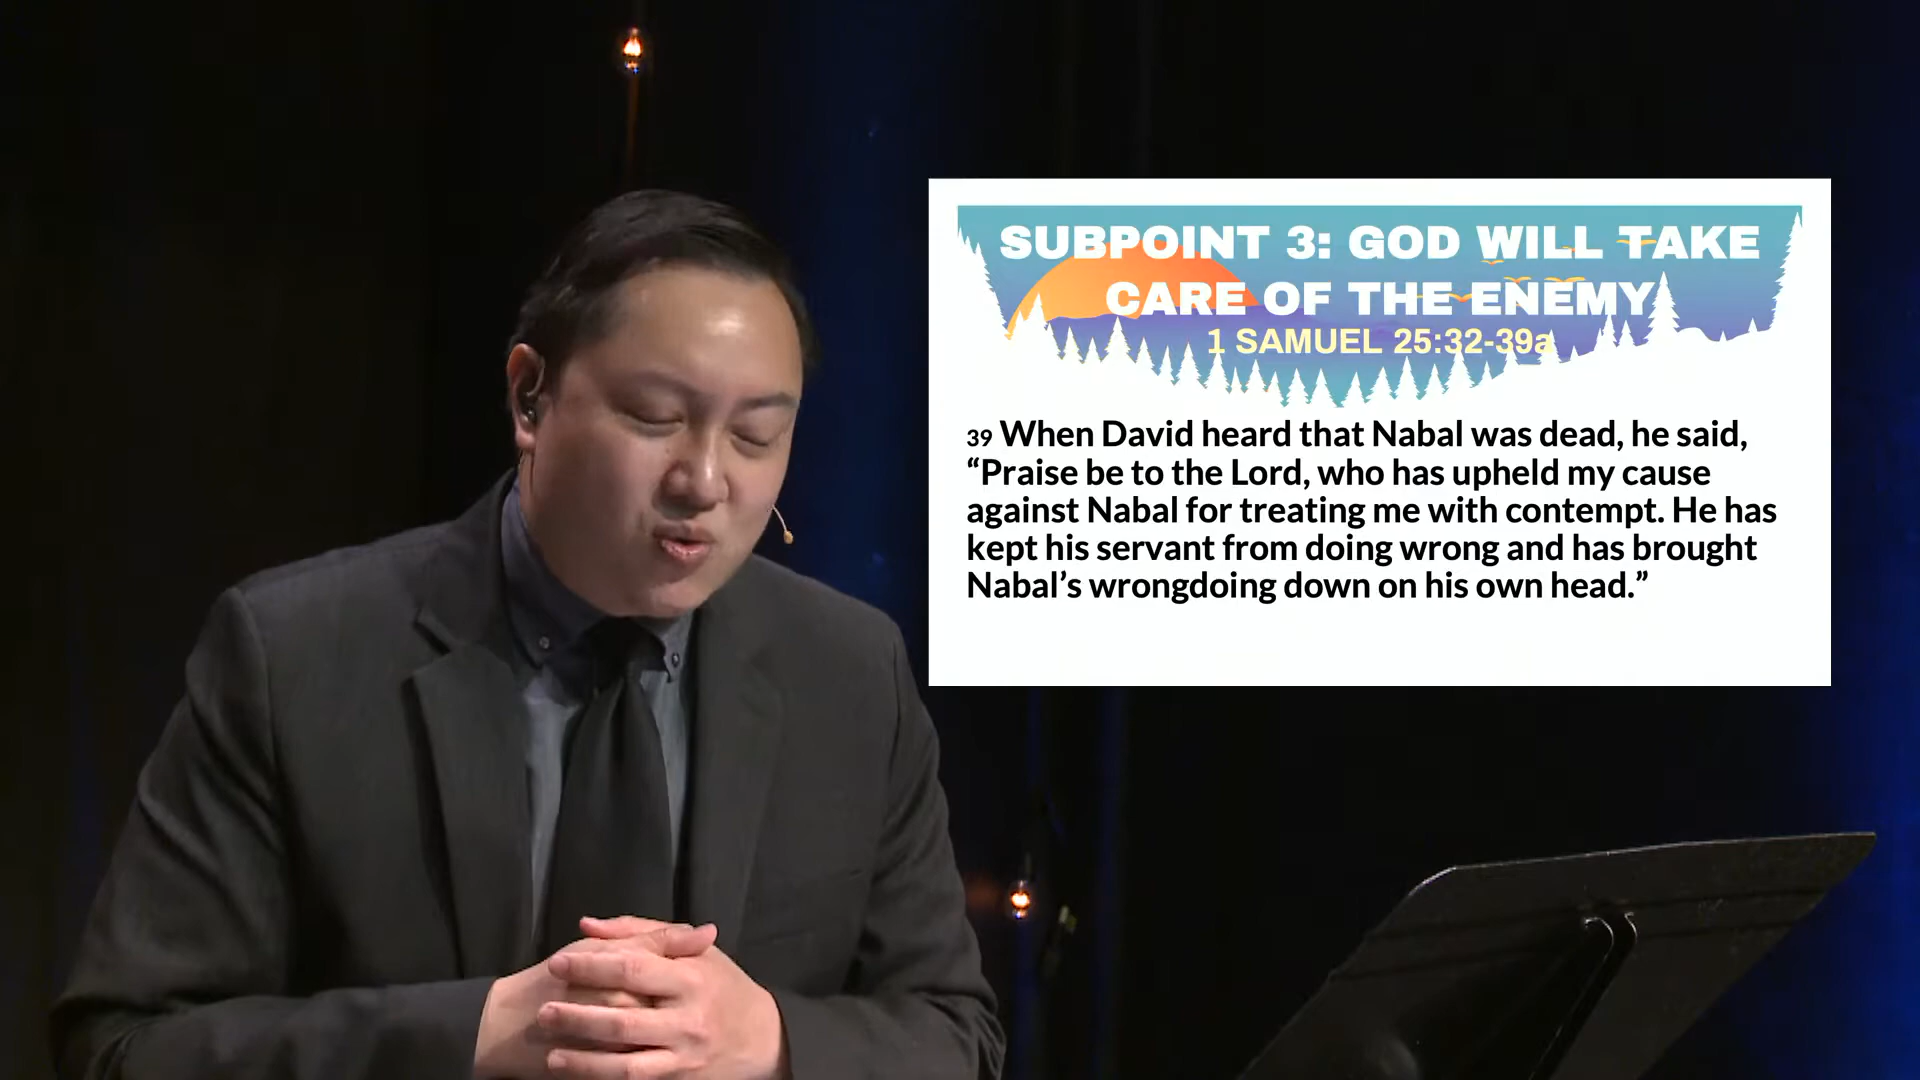 SUBPOINT 3: GOD WILL TAKE
CARE OF THE ENEMY
1 SAMUEL 25:32-39a
39 When David heard that Nabal was dead, he said,
“Praise be to the Lord, who has upheld my cause
against Nabal for treating me with contempt. He has
kept his servant from doing wrong and has brought
Nabal’s wrongdoing down on his own head.”